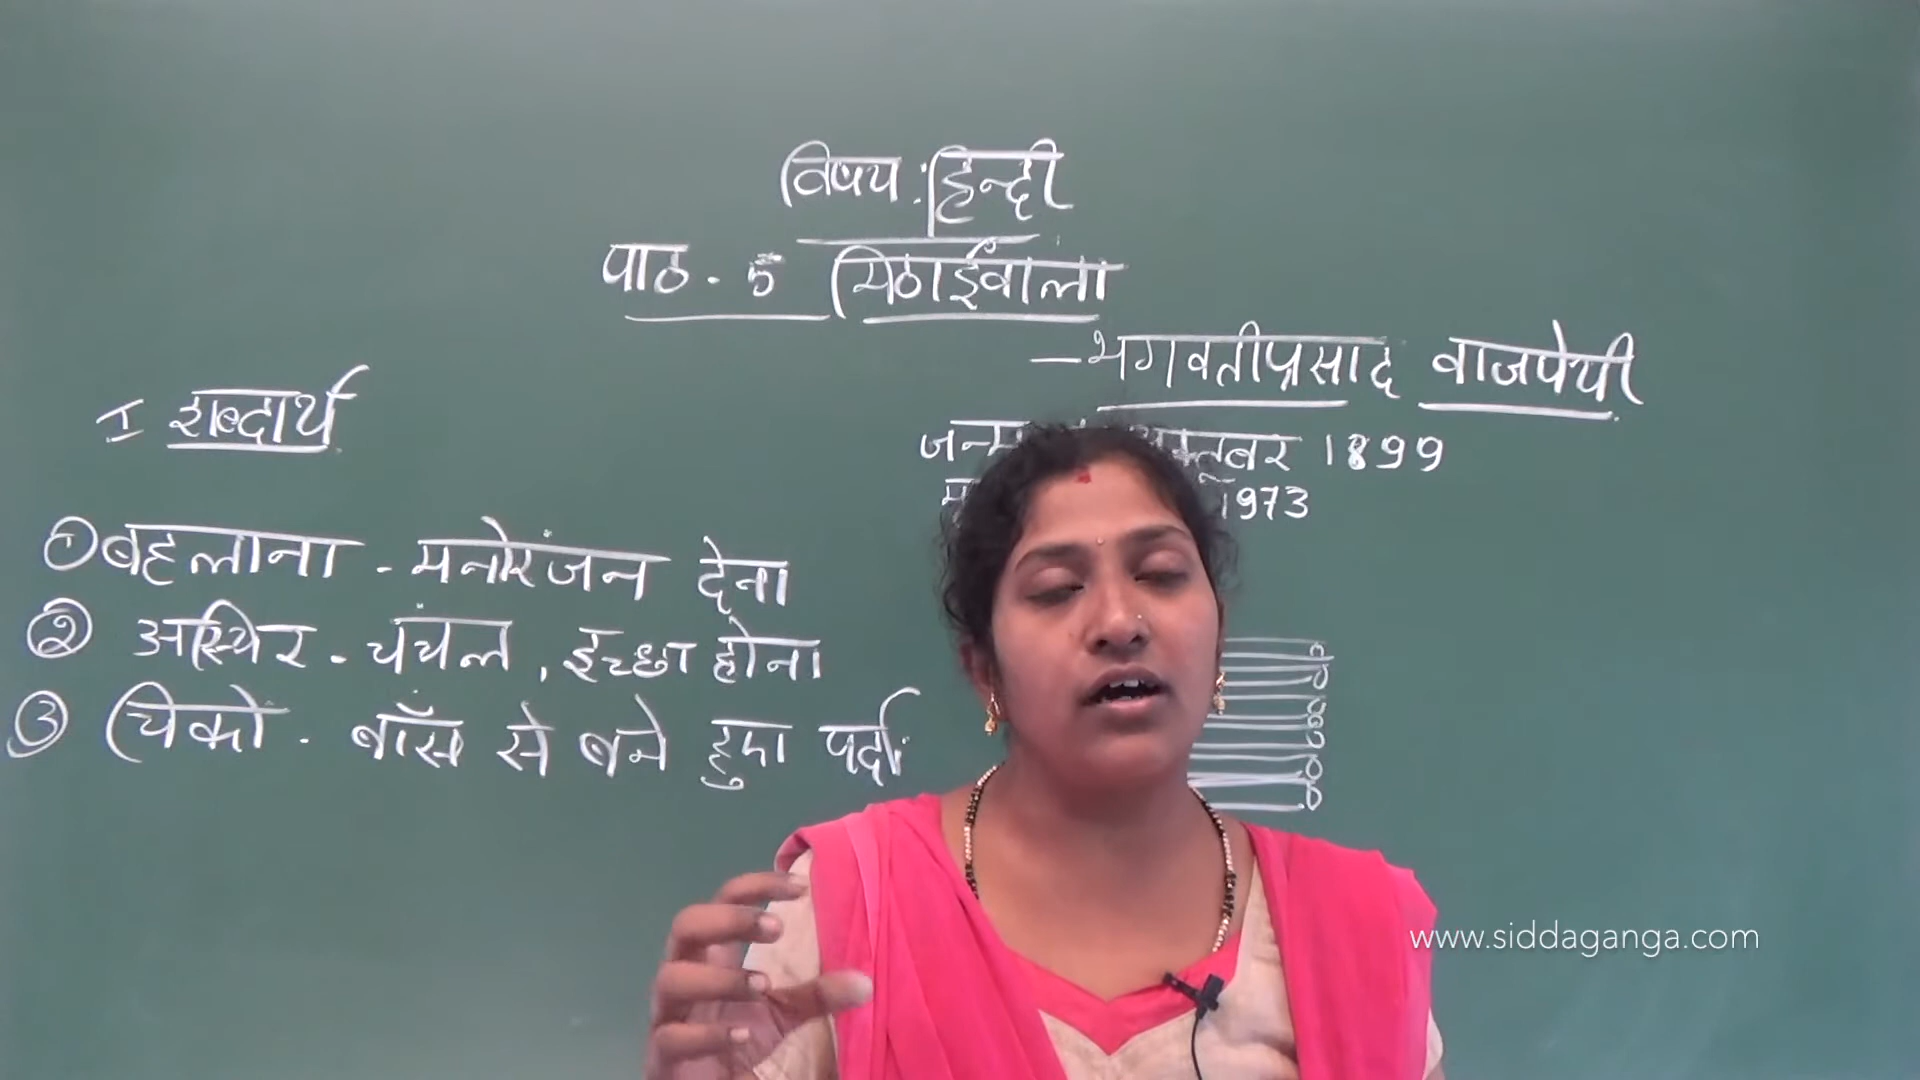 विषय : हिन्दी
पाठ - 5 मिठाईवाला
- भगवतीप्रसाद वाजपेयी
1899
1973
I शब्दार्थ
① बहलाना - मनोरंजन देना
② अस्थिर - चंचल, इच्छा होना
③ चिको - बाँस से बने हुए पर्दा
www.siddaganga.com